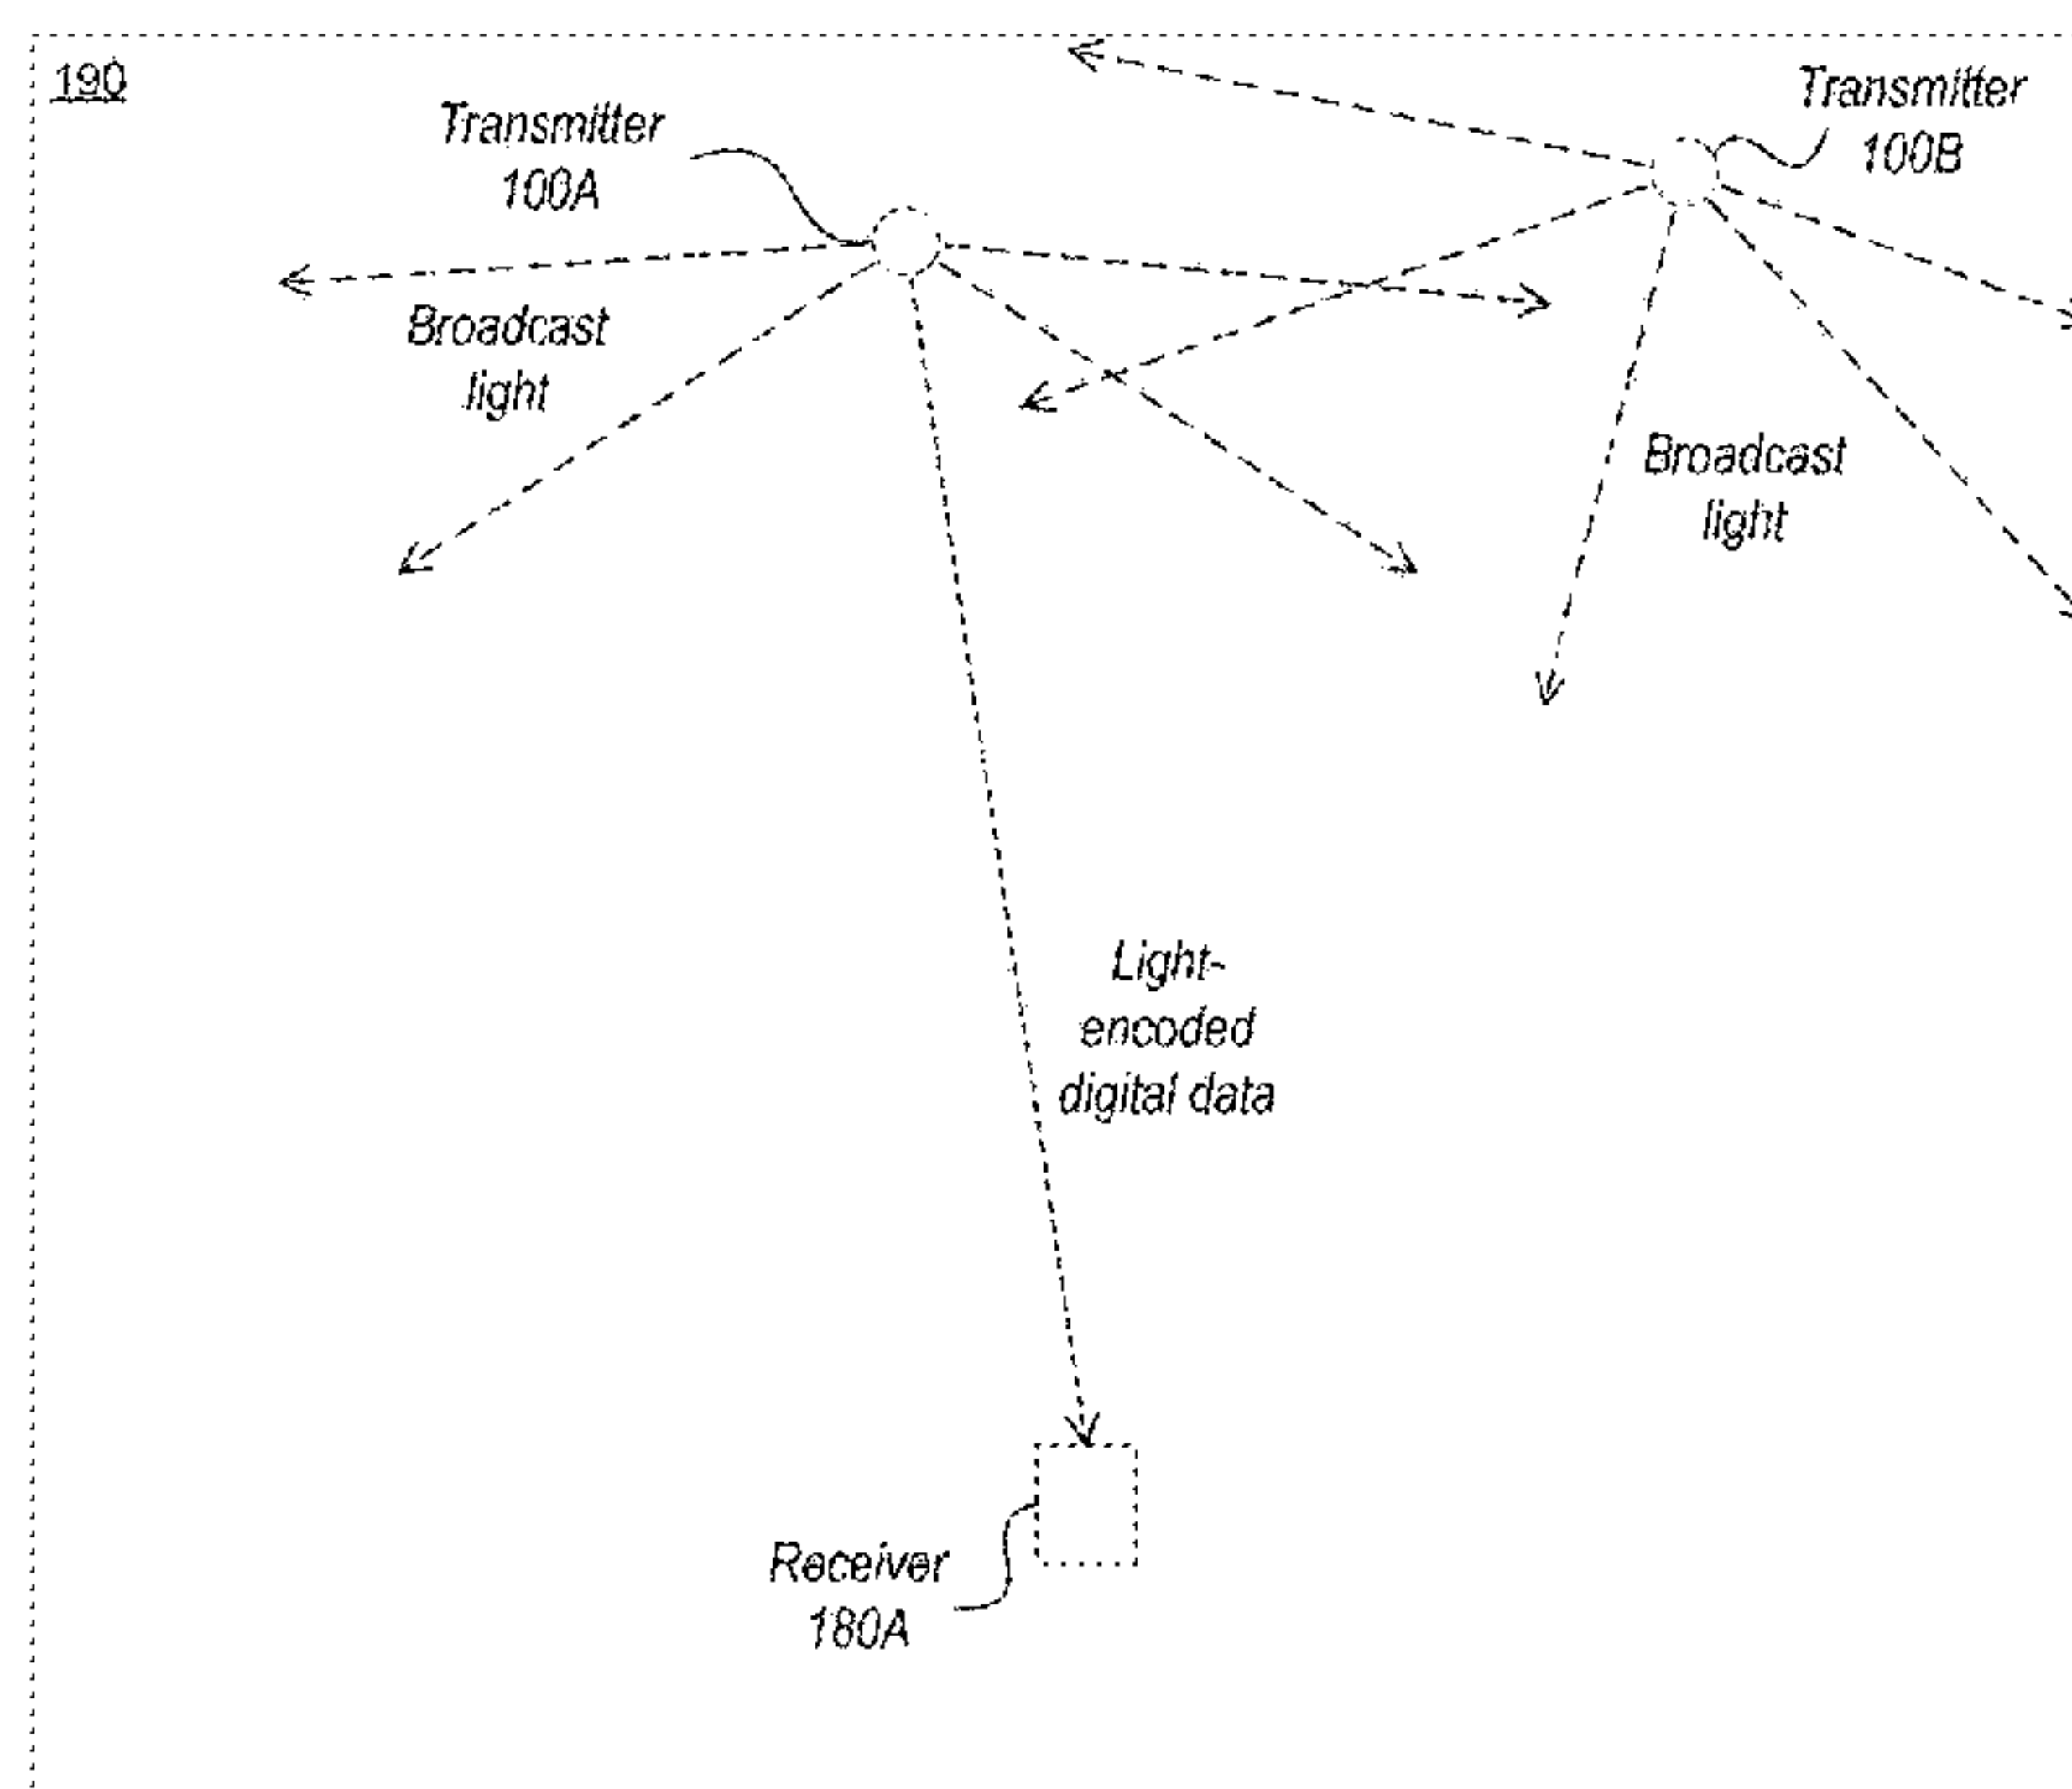 190
Transmitter
100A
Transmitter
100B
Broadcast
light
Broadcast
light
Light-
encoded
digital data
Receiver
180A